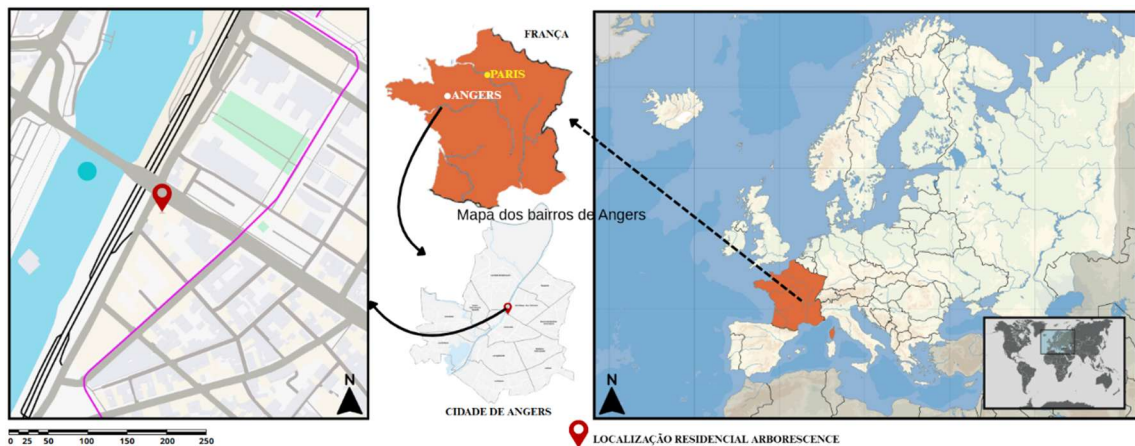 FRANÇA
PARIS
ANGERS
Mapa dos bairros de Angers
N
CIDADE DE ANGERS
N
0 25 50 100 150 200 250
LOCALIZAÇÃO RESIDENCIAL ARBORESCENCE